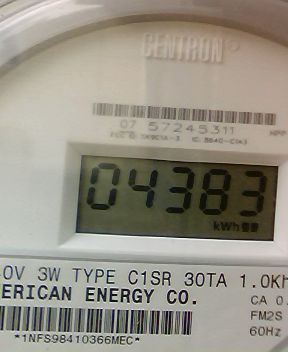 CENTRON
07 57245311
04383
kWh
0V 3W TYPE C1SR 30TA 1.0Kh
ERICAN ENERGY CO. CA 0.
FM2S
60Hz
*1NFS98410366MEC*